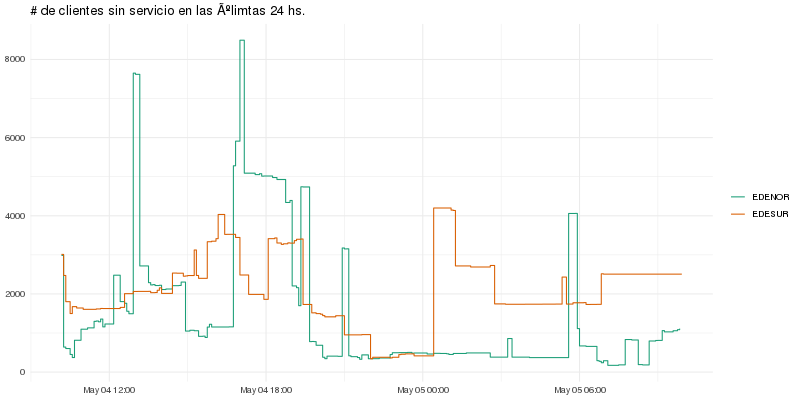 # de clientes sin servicio en las Ãºlimtas 24 hs.
8000
6000
4000
2000
0
May 04 12:00
May 04 18:00
May 05 00:00
May 05 06:00
EDENOR
EDESUR